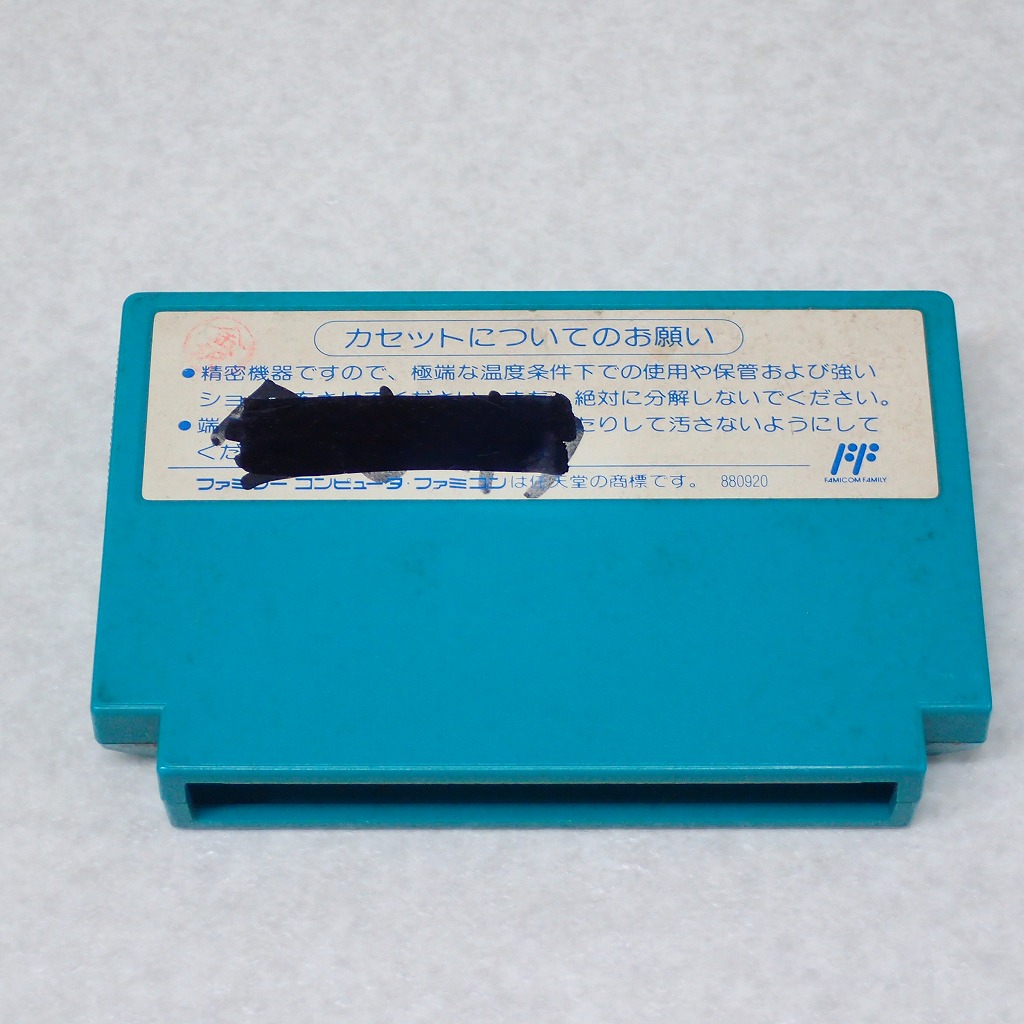 カセットについてのお願い
●精密機器ですので、極端な温度条件下での使用や保管および強い
ショ 絶対に分解しないでください。
●端 たりして汚さないようにして
くだ
ファミリーコンピュータ・ファミコンは任天堂の商標です。 880920
FAMICOM FAMILY